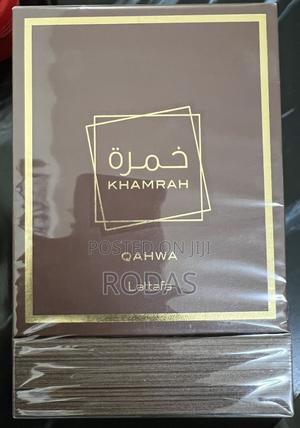 خمرة
KHAMRAH
POSTED ON JIJI
QAHWA
RODAS
Lattafa